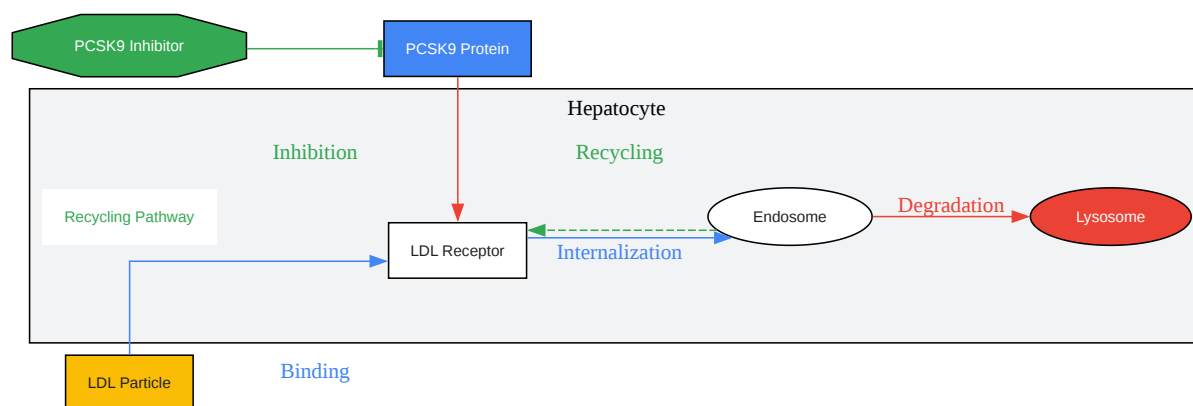 PCSK9 Inhibitor
PCSK9 Protein
Hepatocyte
Inhibition
Recycling
Recycling Pathway
Endosome
Degradation
Lysosome
LDL Receptor
Internalization
Binding
LDL Particle